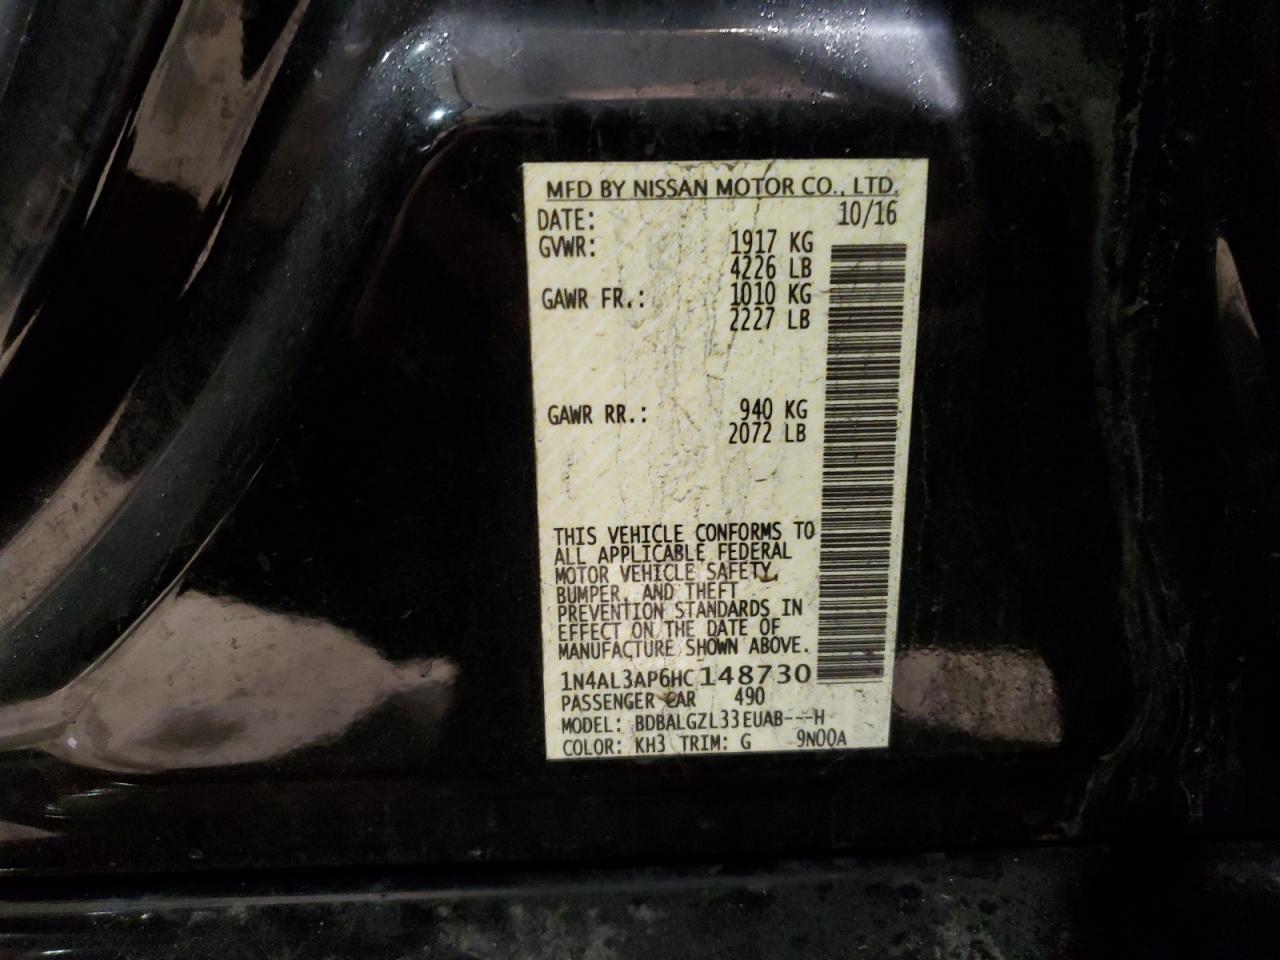 MFD BY NISSAN MOTOR CO., LTD.
DATE: 10/16
GVWR: 1917 KG
4226 LB
GAWR FR.: 1010 KG
2227 LB
GAWR RR.: 940 KG
2072 LB
THIS VEHICLE CONFORMS TO
ALL APPLICABLE FEDERAL
MOTOR VEHICLE SAFETY,
BUMPER, AND THEFT
PREVENTION STANDARDS IN
EFFECT ON THE DATE OF
MANUFACTURE SHOWN ABOVE.
1N4AL3AP6HC148730
PASSENGER CAR 490
MODEL: BDBALGZL33EUAB---H
COLOR: KH3 TRIM: G 9N00A